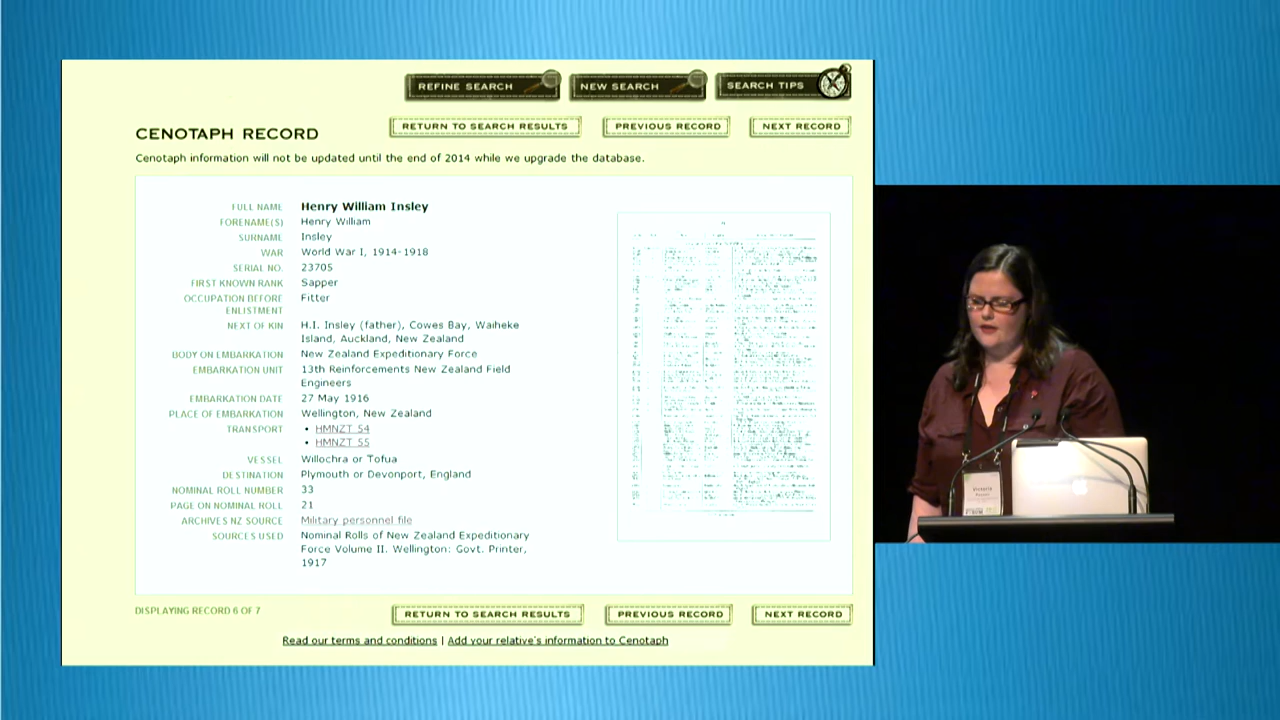 REFINE SEARCH
NEW SEARCH
SEARCH TIPS
CENOTAPH RECORD
RETURN TO SEARCH RESULTS
PREVIOUS RECORD
NEXT RECORD
Cenotaph information will not be updated until the end of 2014 while we upgrade the database.
FULL NAME Henry William Insley
FORENAME(S) Henry William
SURNAME Insley
WAR World War I, 1914-1918
SERIAL NO. 23705
FIRST KNOWN RANK Sapper
OCCUPATION BEFORE Fitter
ENLISTMENT
NEXT OF KIN H.I. Insley (father), Cowes Bay, Waiheke
Island, Auckland, New Zealand
BODY ON EMBARKATION New Zealand Expeditionary Force
EMBARKATION UNIT 13th Reinforcements New Zealand Field
Engineers
EMBARKATION DATE 27 May 1916
PLACE OF EMBARKATION Wellington, New Zealand
TRANSPORT • HMNZT 54
• HMNZT 55
VESSEL Willochra or Tofua
DESTINATION Plymouth or Devonport, England
NOMINAL ROLL NUMBER 33
PAGE ON NOMINAL ROLL 21
ARCHIVES NZ SOURCE Military personnel file
SOURCES USED Nominal Rolls of New Zealand Expeditionary
Force Volume II. Wellington: Govt. Printer,
1917
DISPLAYING RECORD 6 OF 7
RETURN TO SEARCH RESULTS
PREVIOUS RECORD
NEXT RECORD
Read our terms and conditions | Add your relative's information to Cenotaph
Victoria